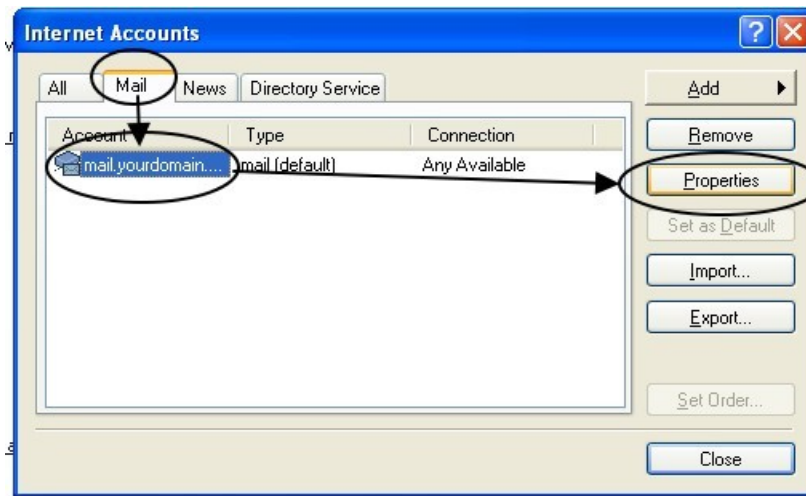 Internet Accounts
All Mail News Directory Service
Account Type Connection
mail.yourdomain.... mail (default) Any Available
Add
Remove
Properties
Set as Default
Import...
Export...
Set Order...
Close